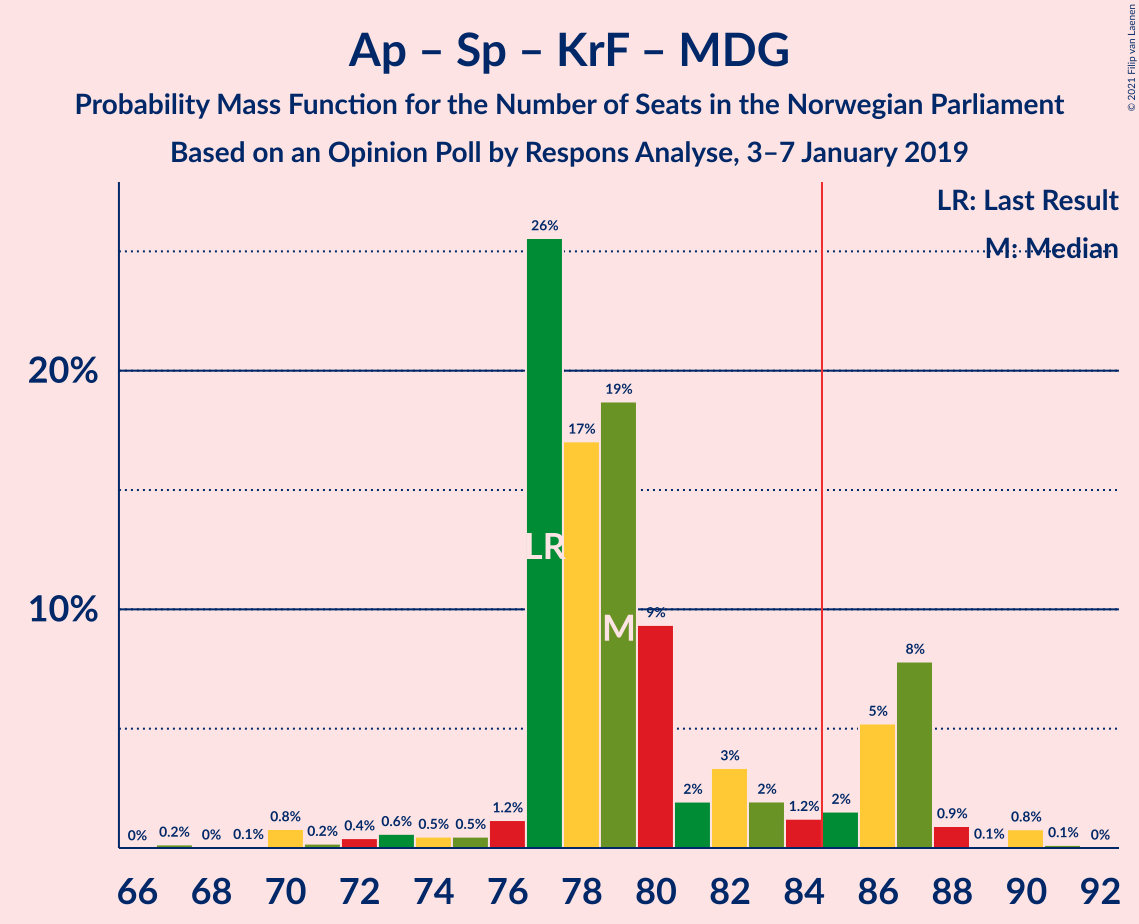 Ap – Sp – KrF – MDG
Probability Mass Function for the Number of Seats in the Norwegian Parliament
Based on an Opinion Poll by Respons Analyse, 3–7 January 2019
© 2021 Filip van Laenen
LR: Last Result
M: Median
20%
10%
0% 0.2% 0% 0.1% 0.8% 0.2% 0.4% 0.6% 0.5% 0.5% 1.2% 26% 17% 19% 9% 2% 3% 2% 1.2% 2% 5% 8% 0.9% 0.1% 0.8% 0.1% 0%
LR
M
66 68 70 72 74 76 78 80 82 84 86 88 90 92